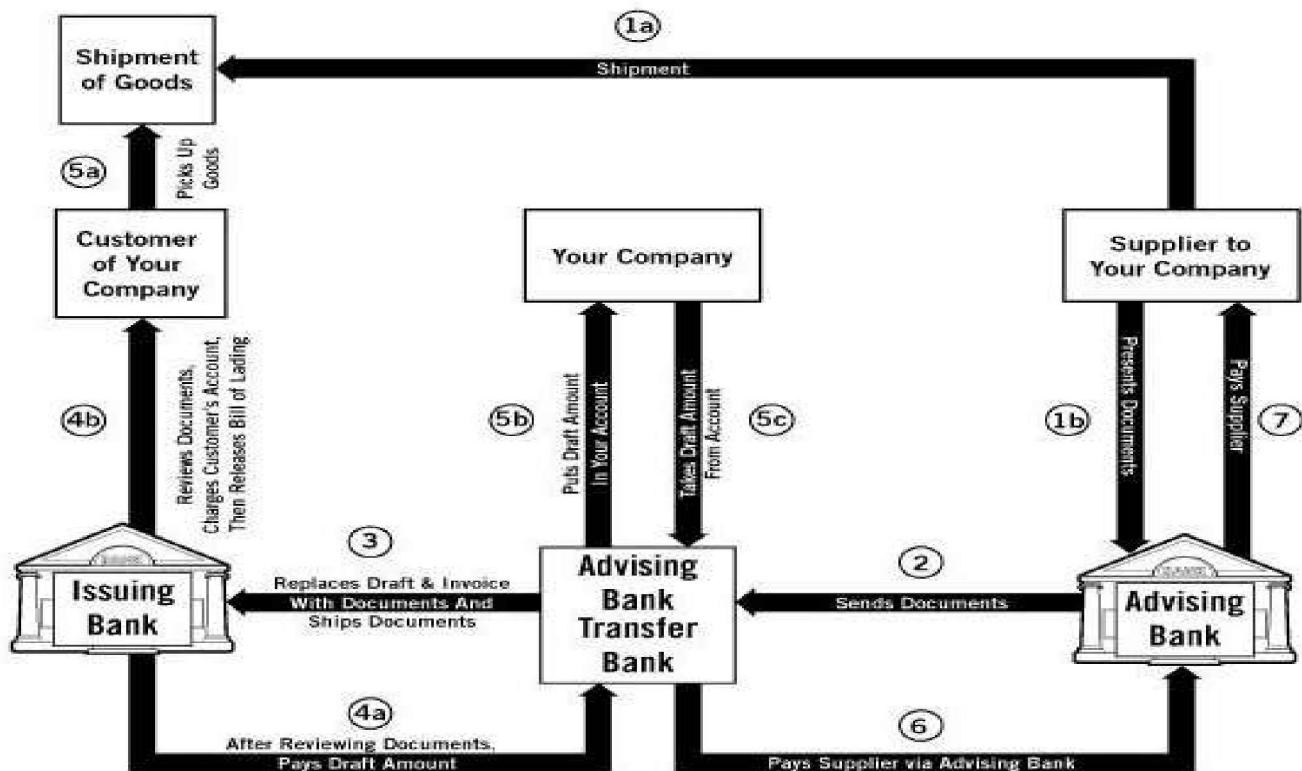 1a
Shipment
of Goods
Shipment
5a
Picks Up
Goods
Customer
of Your
Company
Your Company
Supplier to
Your Company
4b
Reviews Documents,
Charges Customer's Account,
Then Releases Bill of Lading
5b
Puts Draft Amount
In Your Account
Takes Draft Amount
From Account
5c
1b
Presents Documents
Pays Supplier
7
BANK
Issuing
Bank
3
Replaces Draft & Invoice
With Documents And
Ships Documents
Advising
Bank
Transfer
Bank
2
Sends Documents
BANK
Advising
Bank
4a
After Reviewing Documents,
Pays Draft Amount
6
Pays Supplier via Advising Bank